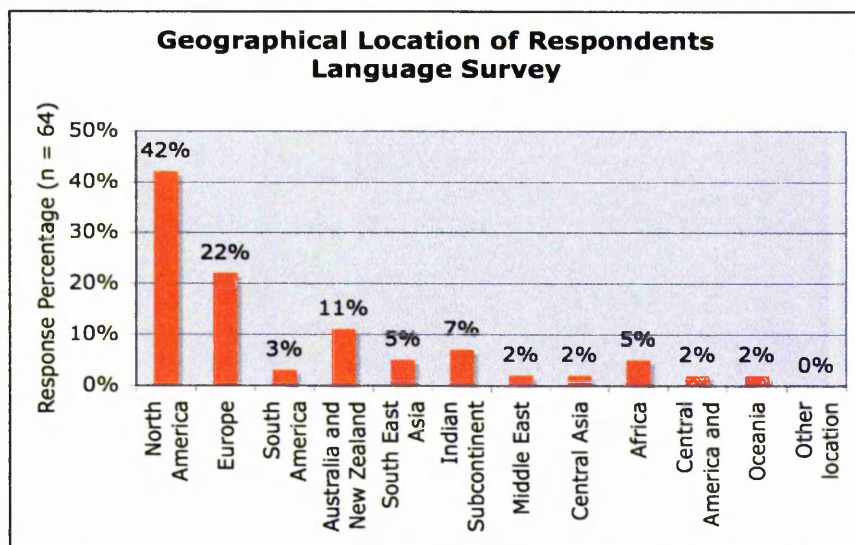 Geographical Location of Respondents
Language Survey
Response Percentage (n = 64)
50%
40%
30%
20%
10%
0%
42%
22%
3%
11%
5%
7%
2%
2%
5%
2%
2%
0%
North
America
Europe
South
America
Australia and
New Zealand
South East
Asia
Indian
Subcontinent
Middle East
Central Asia
Africa
Central
America and
Oceania
Other
location